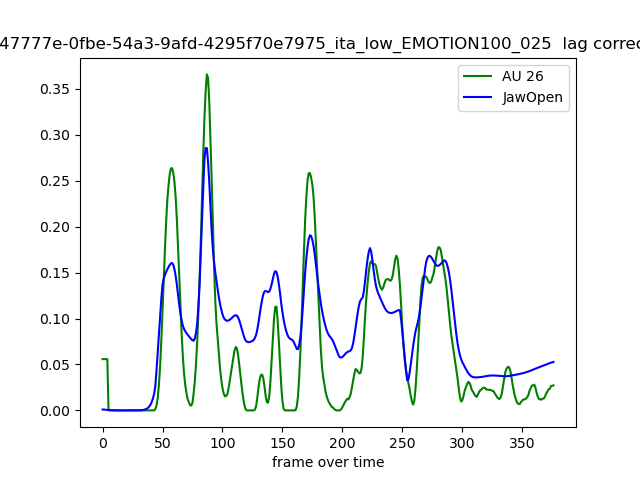 47777e-0fbe-54a3-9afd-4295f70e7975_ita_low_EMOTION100_025 lag correc
AU 26
JawOpen
0.35
0.30
0.25
0.20
0.15
0.10
0.05
0.00
0 50 100 150 200 250 300 350
frame over time